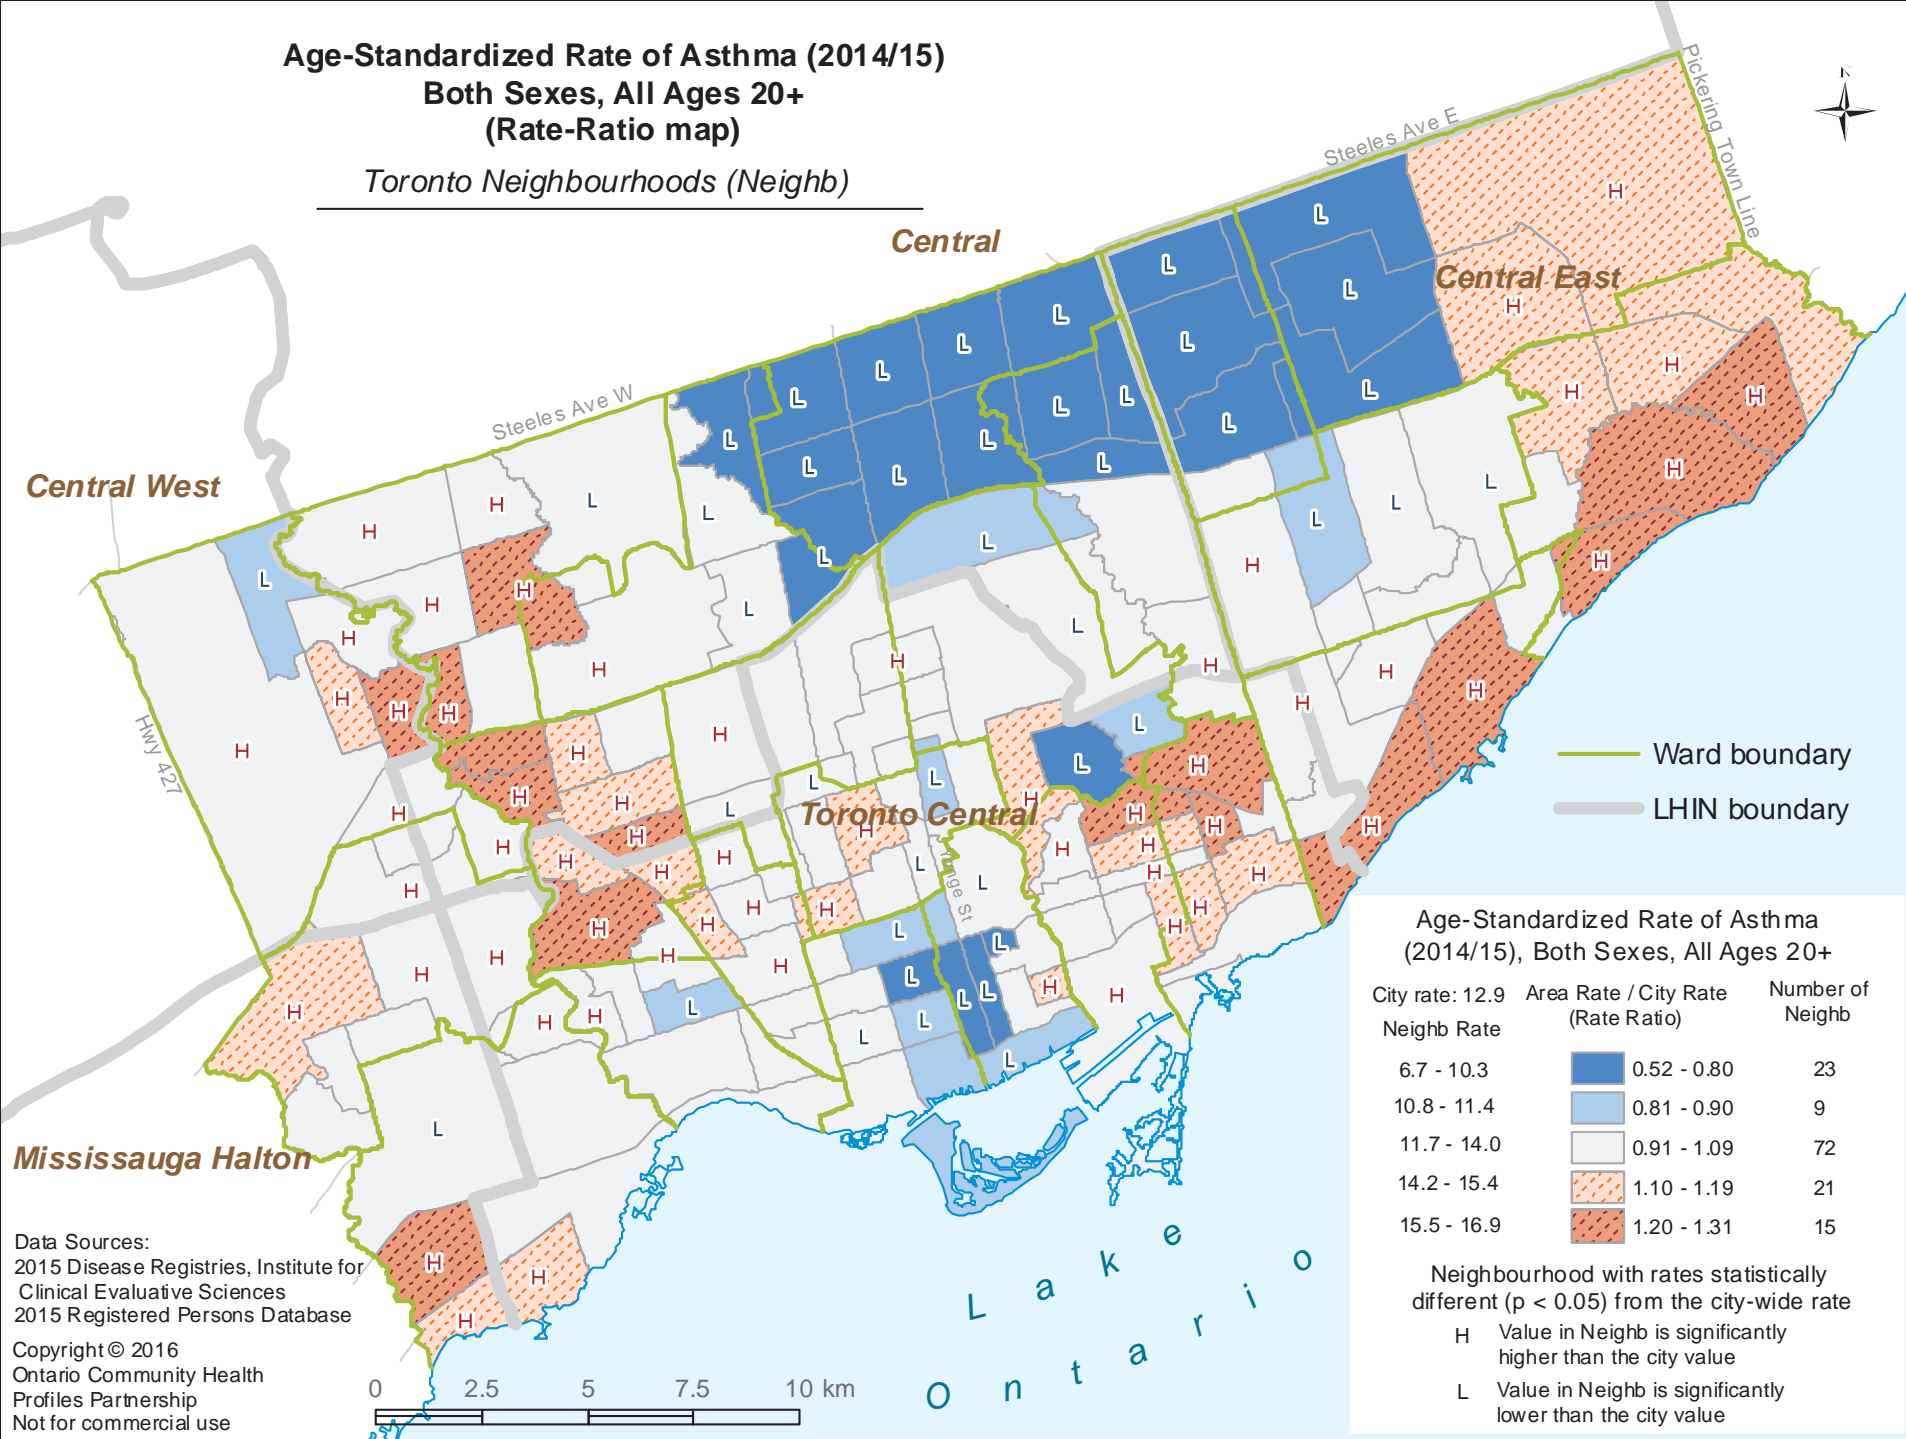 Age-Standardized Rate of Asthma (2014/15)
Both Sexes, All Ages 20+
(Rate-Ratio map)
Toronto Neighbourhoods (Neighb)
N
Pickering Town Line
Steeles Ave E
Central
Central East
Steeles Ave W
Central West
Hwy 427
Toronto Central
Yonge St
Mississauga Halton
Ward boundary
LHIN boundary
Age-Standardized Rate of Asthma
(2014/15), Both Sexes, All Ages 20+
City rate: 12.9 Area Rate / City Rate Number of
Neighb Rate (Rate Ratio) Neighb
6.7 - 10.3 0.52 - 0.80 23
10.8 - 11.4 0.81 - 0.90 9
11.7 - 14.0 0.91 - 1.09 72
14.2 - 15.4 1.10 - 1.19 21
15.5 - 16.9 1.20 - 1.31 15
Neighbourhood with rates statistically
different (p < 0.05) from the city-wide rate
H Value in Neighb is significantly
higher than the city value
L Value in Neighb is significantly
lower than the city value
Lake
Ontario
Data Sources:
2015 Disease Registries, Institute for
Clinical Evaluative Sciences
2015 Registered Persons Database
Copyright © 2016
Ontario Community Health
Profiles Partnership
Not for commercial use
0 2.5 5 7.5 10 km